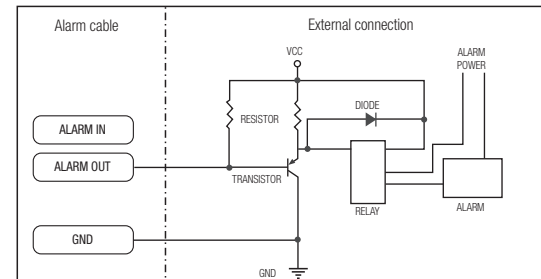 Alarm cable
External connection
VCC
ALARM
POWER
RESISTOR
DIODE
ALARM IN
ALARM OUT
TRANSISTOR
RELAY
ALARM
GND
GND